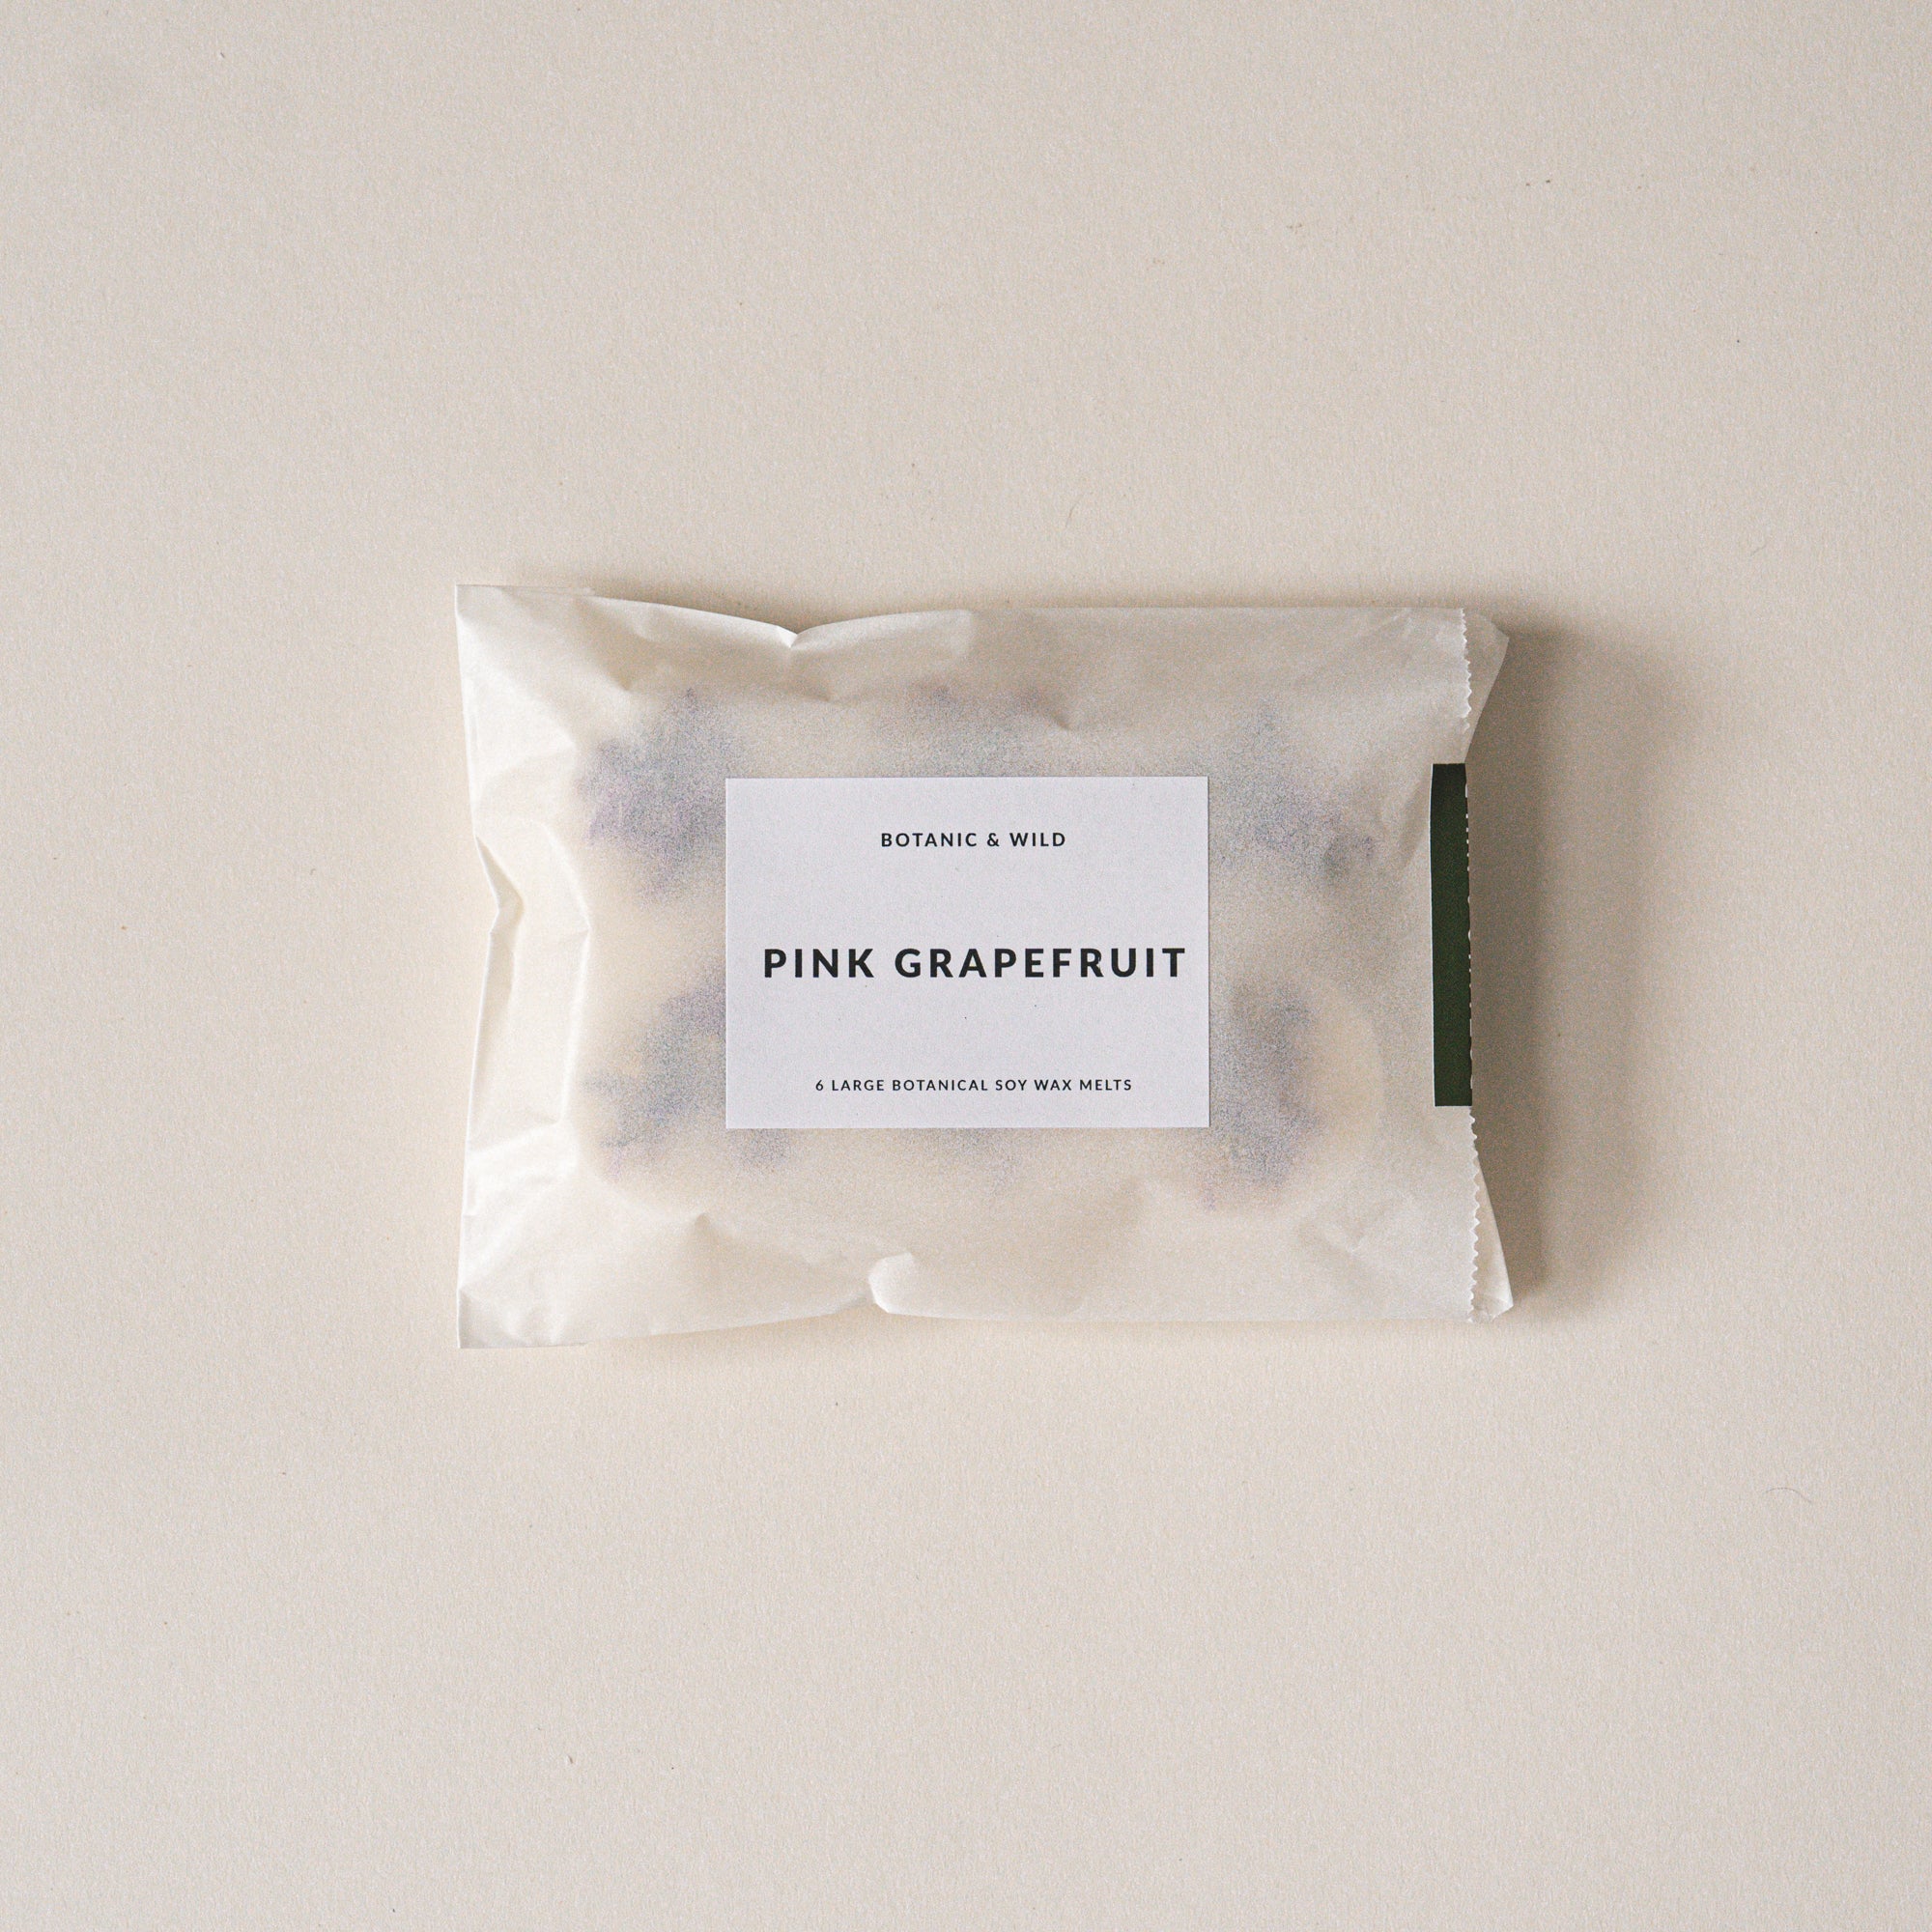 BOTANIC & WILD
PINK GRAPEFRUIT
6 LARGE BOTANICAL SOY WAX MELTS